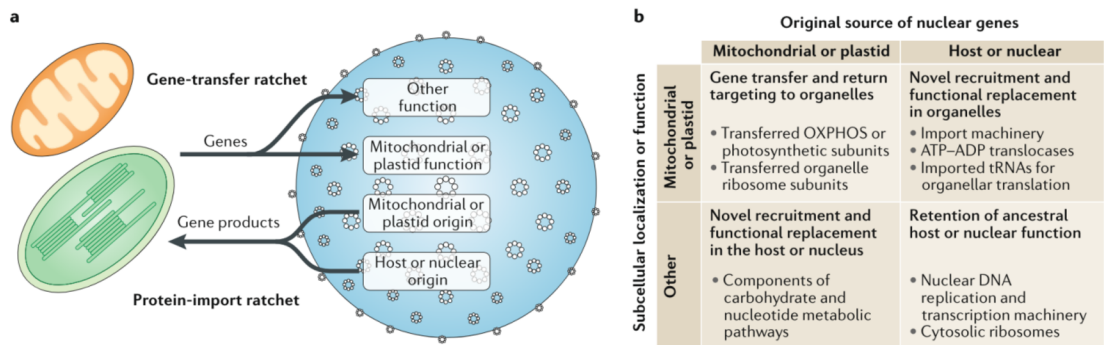 a
Gene-transfer ratchet
Genes
Other
function
Mitochondrial or
plastid function
Mitochondrial or
plastid origin
Gene products
Host or nuclear
origin
Protein-import ratchet
b
Original source of nuclear genes
Mitochondrial or plastid
Host or nuclear
Subcellular localization or function
Mitochondrial
or plastid
Gene transfer and return
targeting to organelles
• Transferred OXPHOS or
photosynthetic subunits
• Transferred organelle
ribosome subunits
Novel recruitment and
functional replacement
in organelles
• Import machinery
• ATP–ADP translocases
• Imported tRNAs for
organellar translation
Other
Novel recruitment and
functional replacement
in the host or nucleus
• Components of
carbohydrate and
nucleotide metabolic
pathways
Retention of ancestral
host or nuclear function
• Nuclear DNA
replication and
transcription machinery
• Cytosolic ribosomes